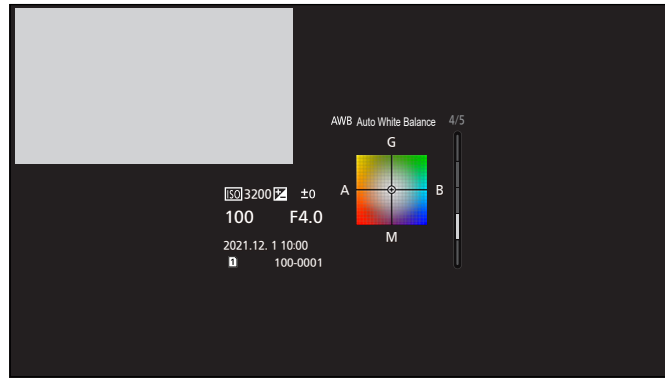 AWB Auto White Balance 4/5
G
A B
M
ISO 3200 ±0
100 F4.0
2021.12. 1 10:00
1 100-0001